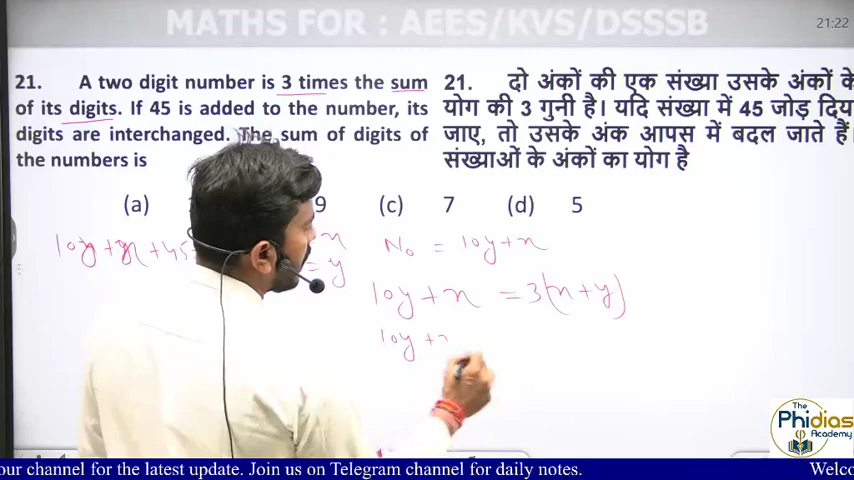 MATHS FOR : AEES/KVS/DSSSB
21:22
21. A two digit number is 3 times the sum
of its digits. If 45 is added to the number, its
digits are interchanged. The sum of digits of
the numbers is
(a) 9 (c) 7 (d) 5
21. दो अंकों की एक संख्या उसके अंकों के
योग की 3 गुनी है। यदि संख्या में 45 जोड़ दिय
जाए, तो उसके अंक आपस में बदल जाते हैं
संख्याओं के अंकों का योग है
10y + x + 45
x
= y
No = 10y + x
10y + x = 3(x + y)
10y +
The
Phidias
Academy
our channel for the latest update. Join us on Telegram channel for daily notes. Welco